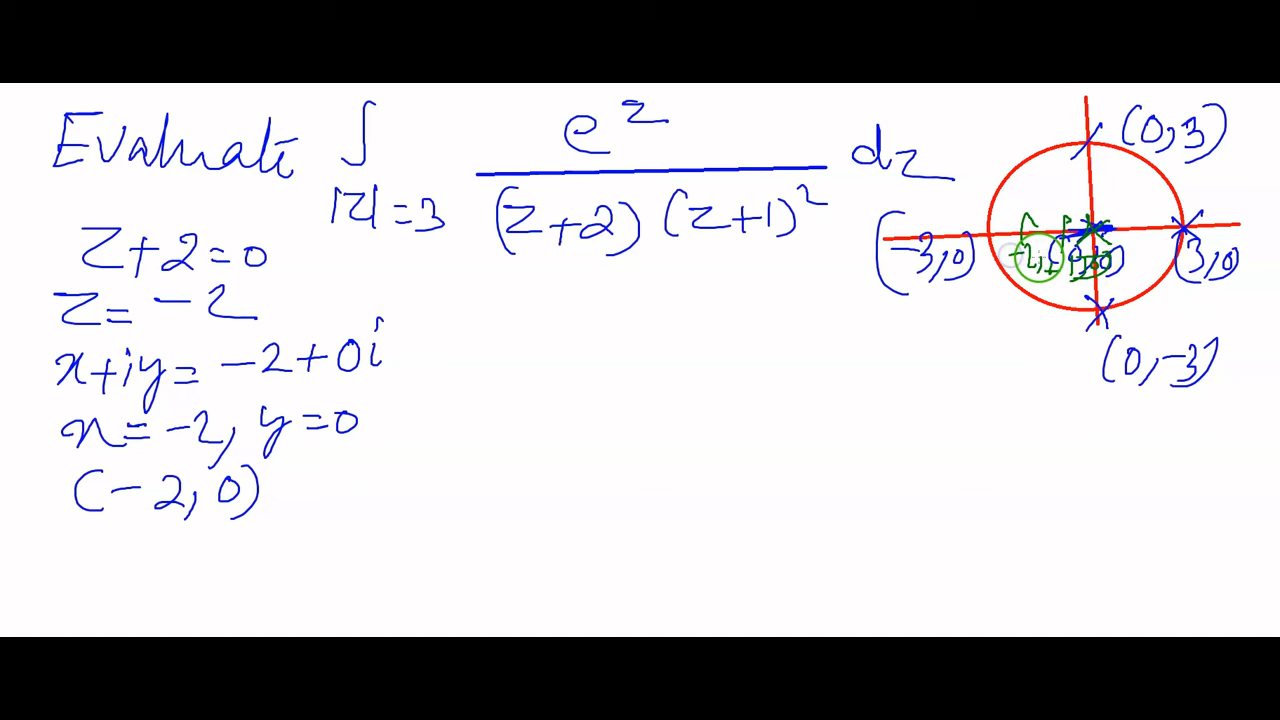 Evaluate ∫ e^z dz
|z|=3 (z+2) (z+1)^2
z+2=0
z=-2
x+iy=-2+0i
x=-2, y=0
(-2,0)
(0,3)
(-3,0)
(3,0)
(0,-3)